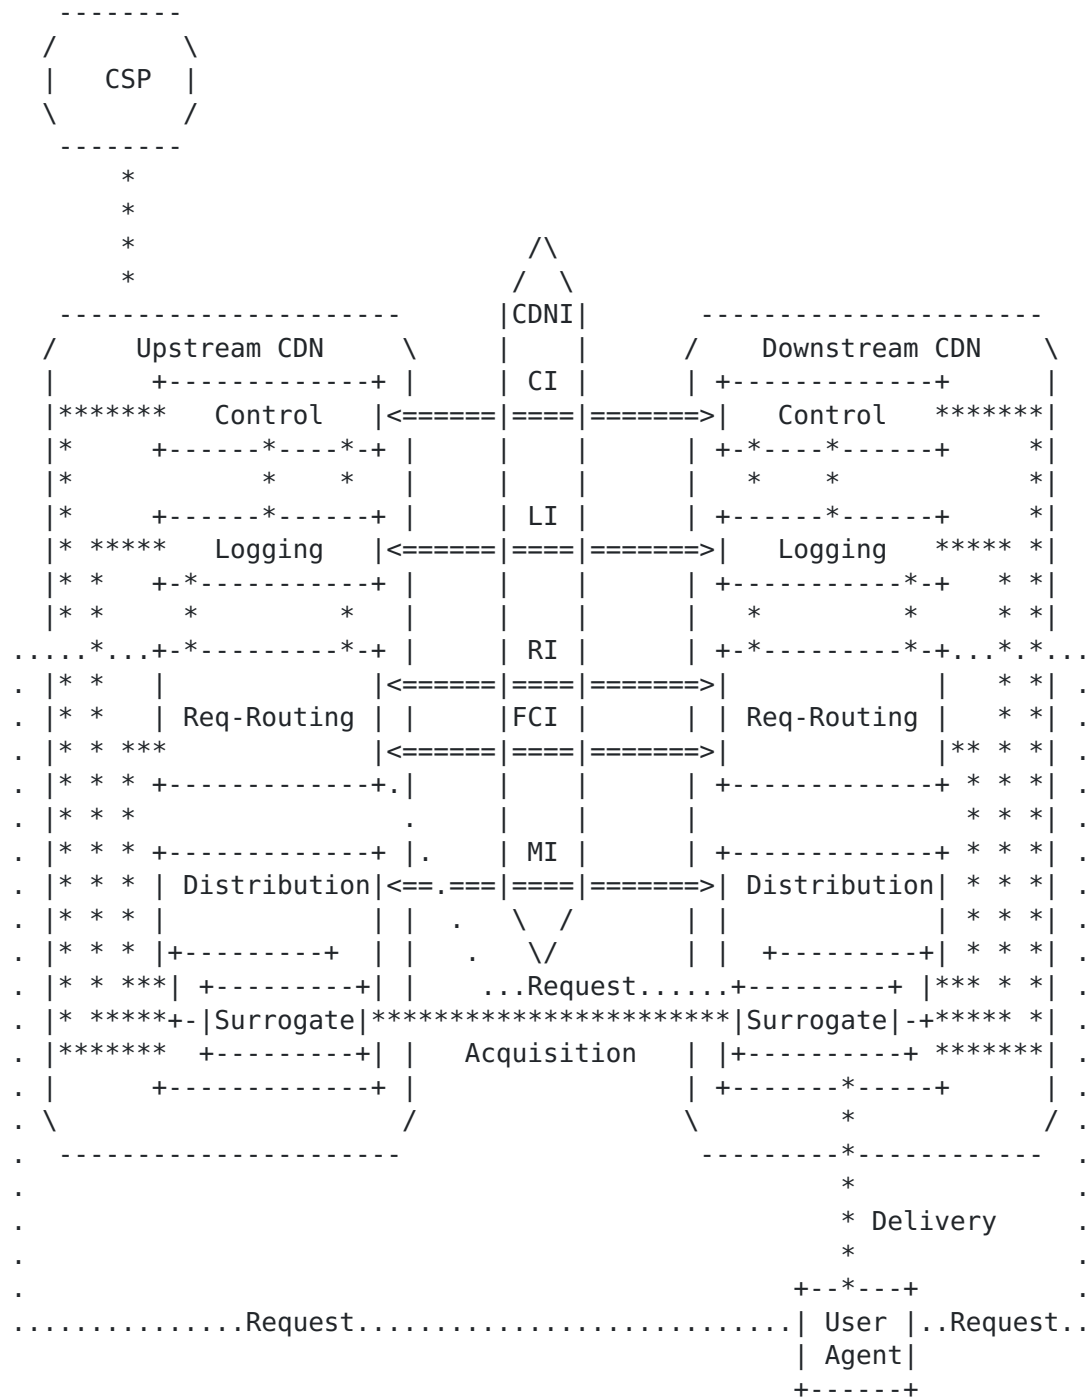 CSP
CDNI
Upstream CDN Downstream CDN
CI
Control Control
LI
Logging Logging
RI
Req-Routing FCI Req-Routing
MI
Distribution Distribution
Request
Surrogate Surrogate
Acquisition
Delivery
Request User Request
Agent